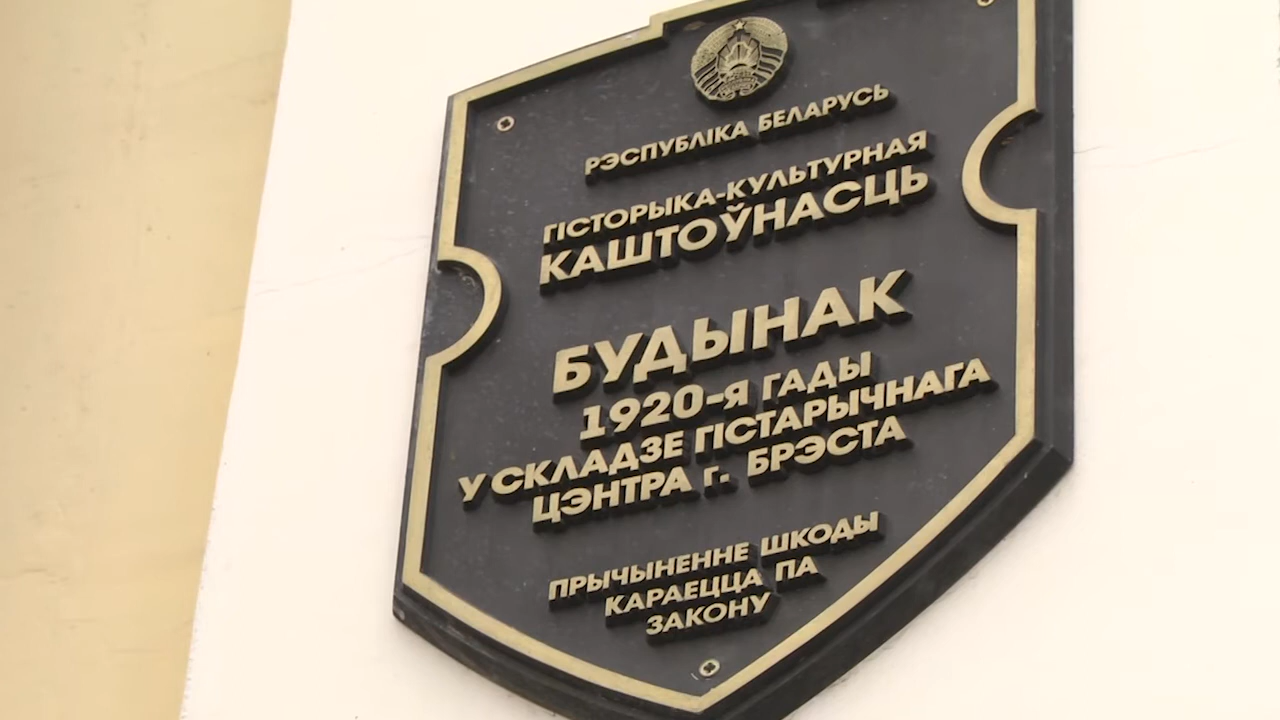 РЭСПУБЛІКА БЕЛАРУСЬ
ГІСТОРЫКА-КУЛЬТУРНАЯ
КАШТОЎНАСЦЬ
БУДЫНАК
1920-Я ГАДЫ
У СКЛАДЗЕ ГІСТАРЫЧНАГА
ЦЭНТРА г. БРЭСТА
ПРЫЧЫНЕННЕ ШКОДЫ
КАРАЕЦЦА ПА
ЗАКОНУ